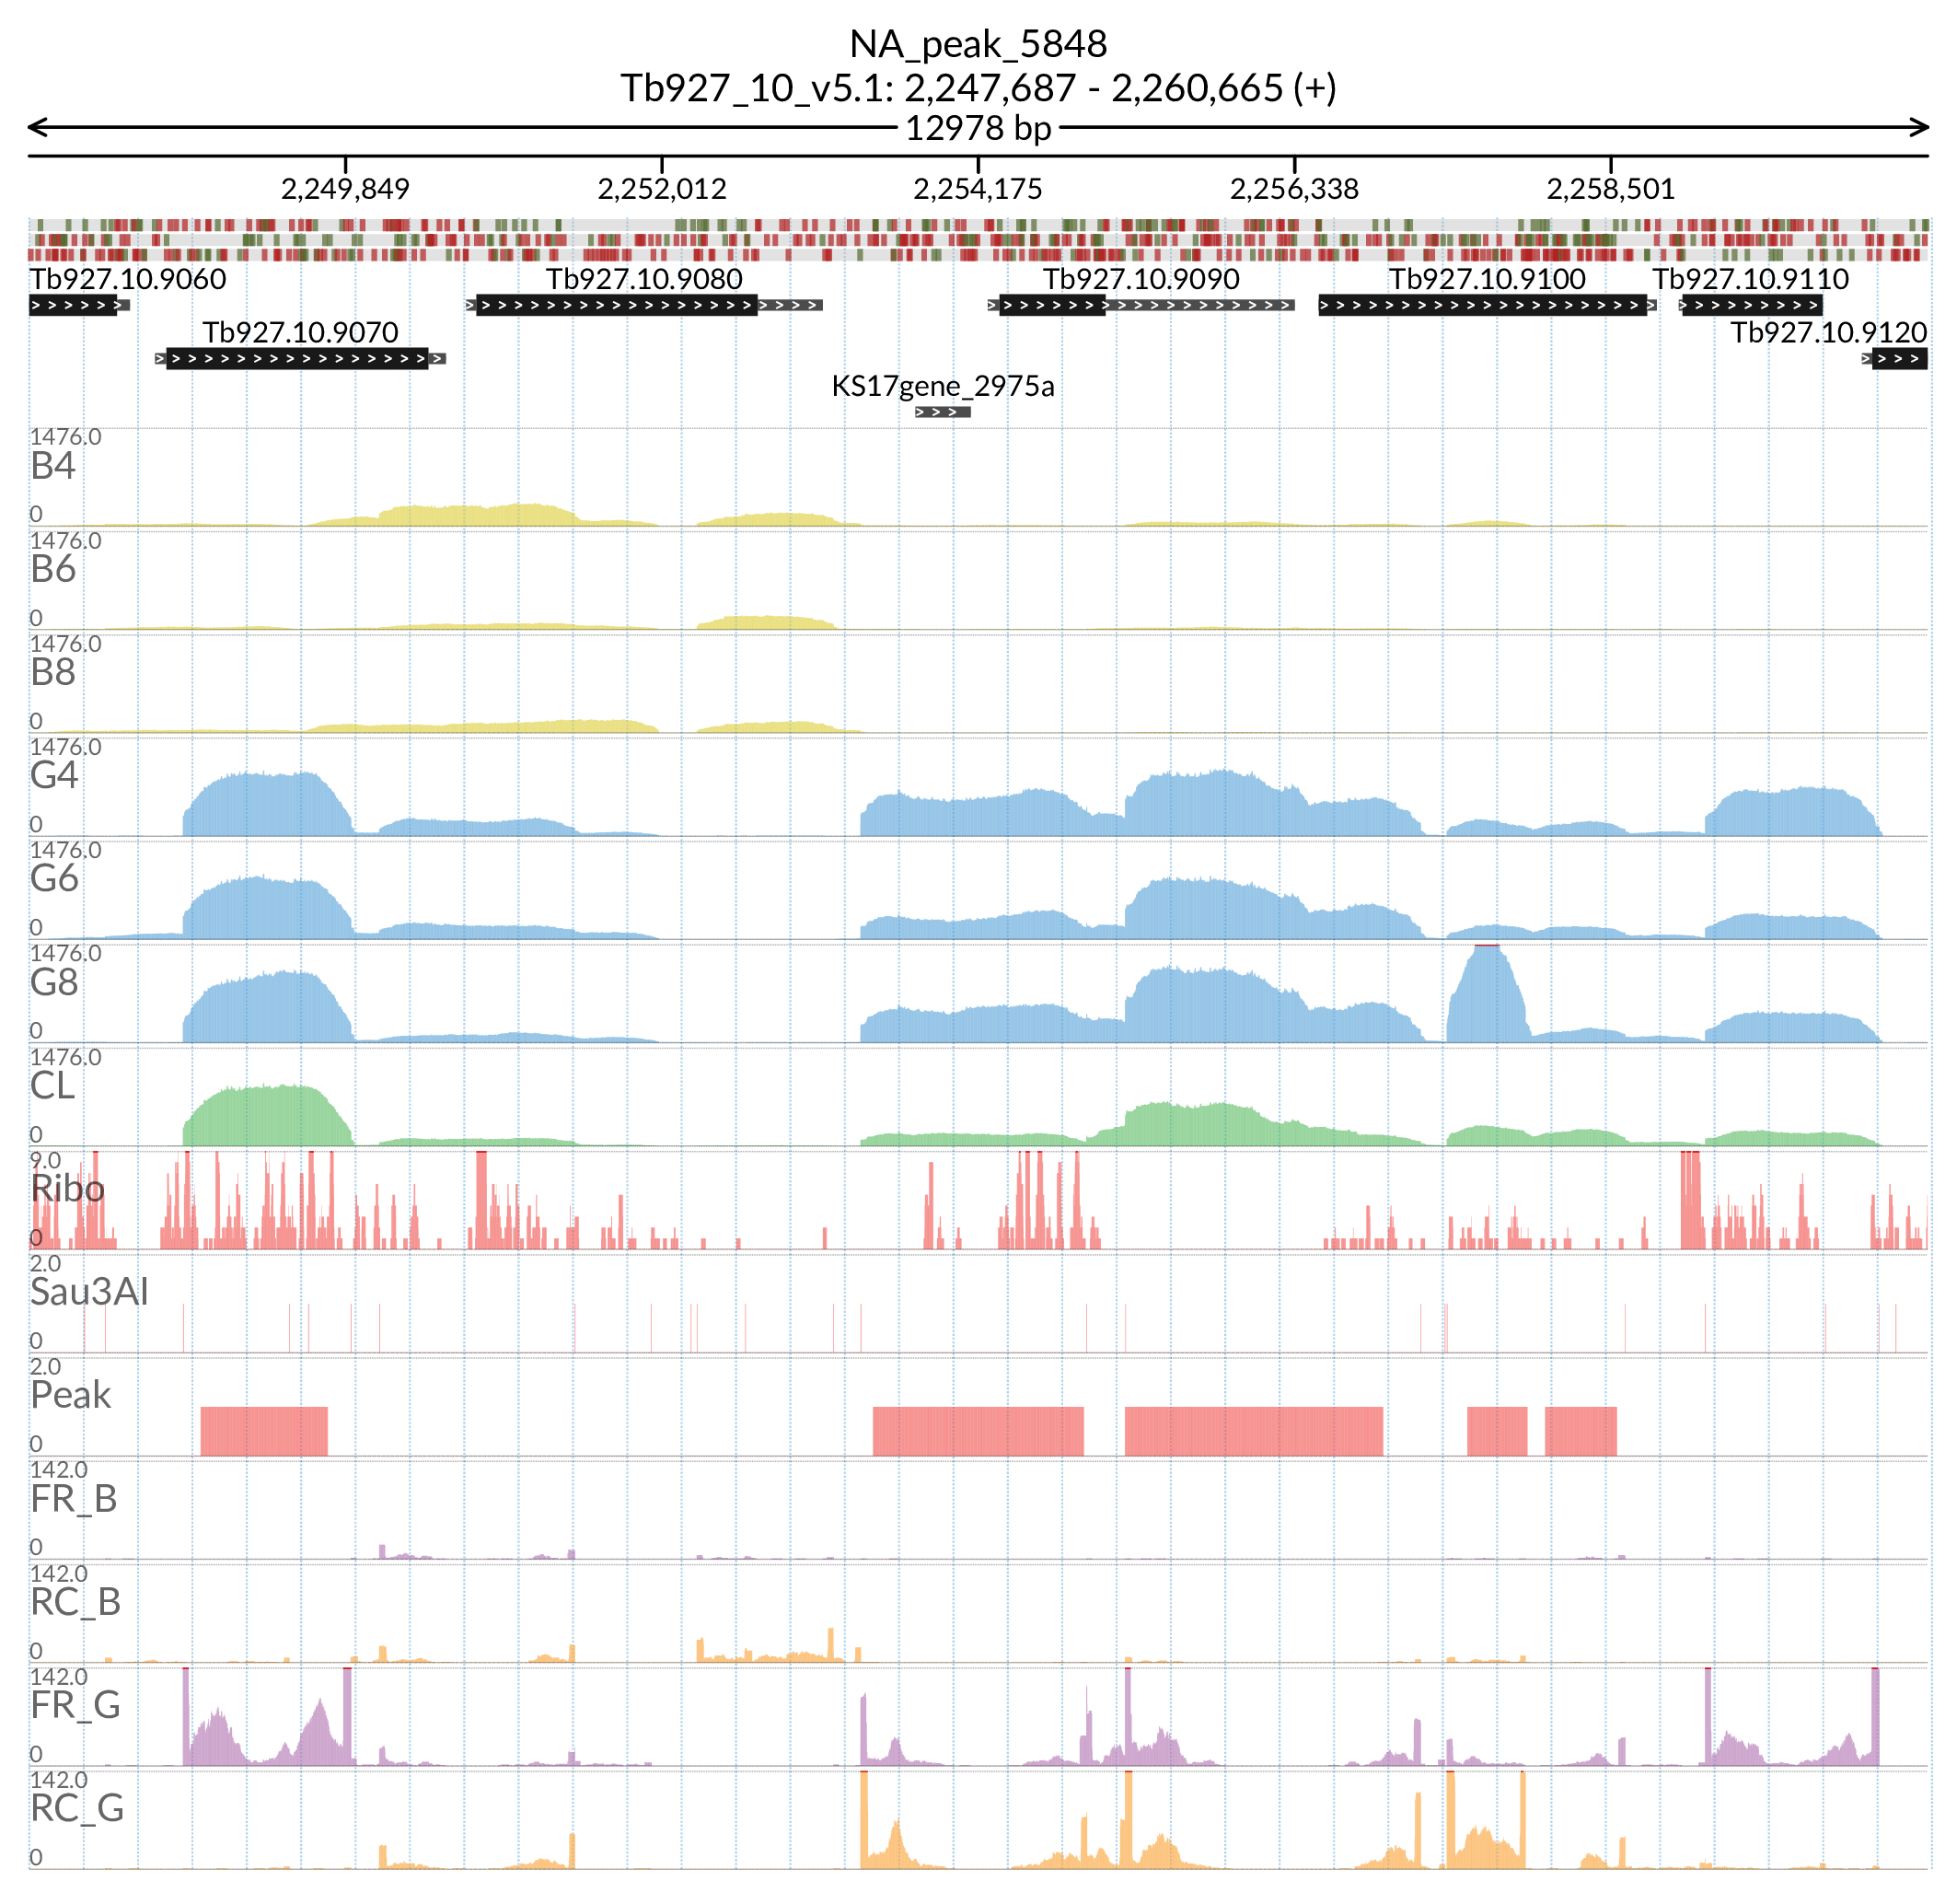 NA_peak_5848
Tb927_10_v5.1: 2,247,687 - 2,260,665 (+)
12978 bp
2,249,849 2,252,012 2,254,175 2,256,338 2,258,501
Tb927.10.9060 Tb927.10.9080 Tb927.10.9090 Tb927.10.9100 Tb927.10.9110
Tb927.10.9070 Tb927.10.9120
KS17gene_2975a
1476.0
B4
0
1476.0
B6
0
1476.0
B8
0
1476.0
G4
0
1476.0
G6
0
1476.0
G8
0
1476.0
CL
0
9.0
Ribo
0
2.0
Sau3AI
0
2.0
Peak
0
142.0
FR_B
0
142.0
RC_B
0
142.0
FR_G
0
142.0
RC_G
0